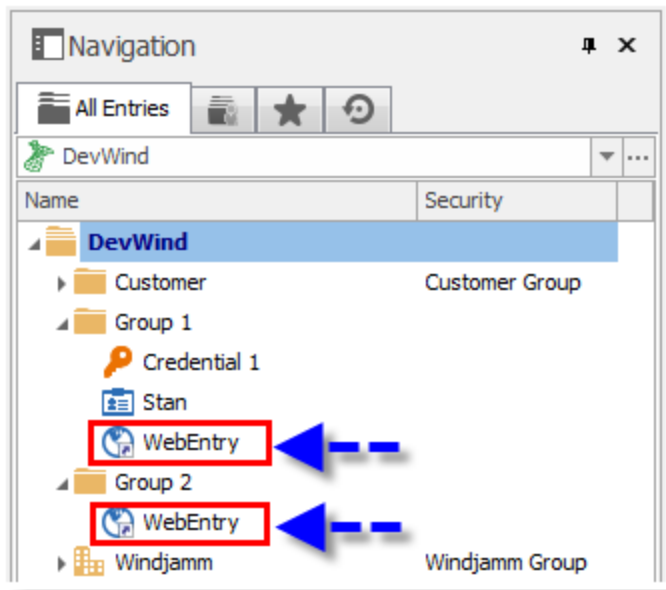 Navigation
All Entries
DevWind
Name Security
DevWind
Customer Customer Group
Group 1
Credential 1
Stan
WebEntry
Group 2
WebEntry
Windjamm Windjamm Group